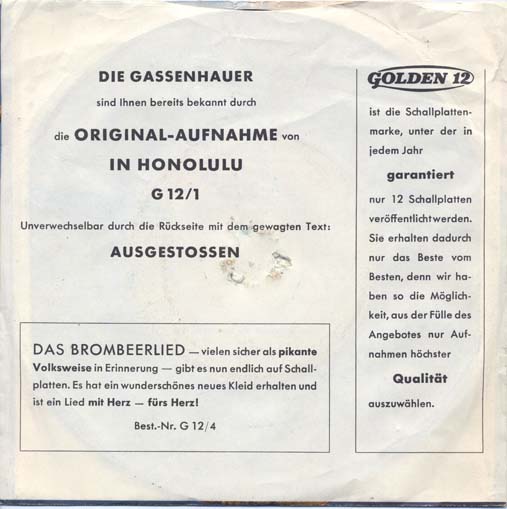 DIE GASSENHAUER
sind Ihnen bereits bekannt durch
die ORIGINAL-AUFNAHME von
IN HONOLULU
G 12/1
Unverwechselbar durch die Rückseite mit dem gewagten Text:
AUSGESTOSSEN
DAS BROMBEERLIED — vielen sicher als pikante
Volksweise in Erinnerung — gibt es nun endlich auf Schall-
platten. Es hat ein wunderschönes neues Kleid erhalten und
ist ein Lied mit Herz — fürs Herz!
Best.-Nr. G 12/4
GOLDEN 12
ist die Schallplatten-
marke, unter der in
jedem Jahr
garantiert
nur 12 Schallplatten
veröffentlicht werden.
Sie erhalten dadurch
nur das Beste vom
Besten, denn wir ha-
ben so die Möglich-
keit, aus der Fülle des
Angebotes nur Auf-
nahmen höchster
Qualität
auszuwählen.